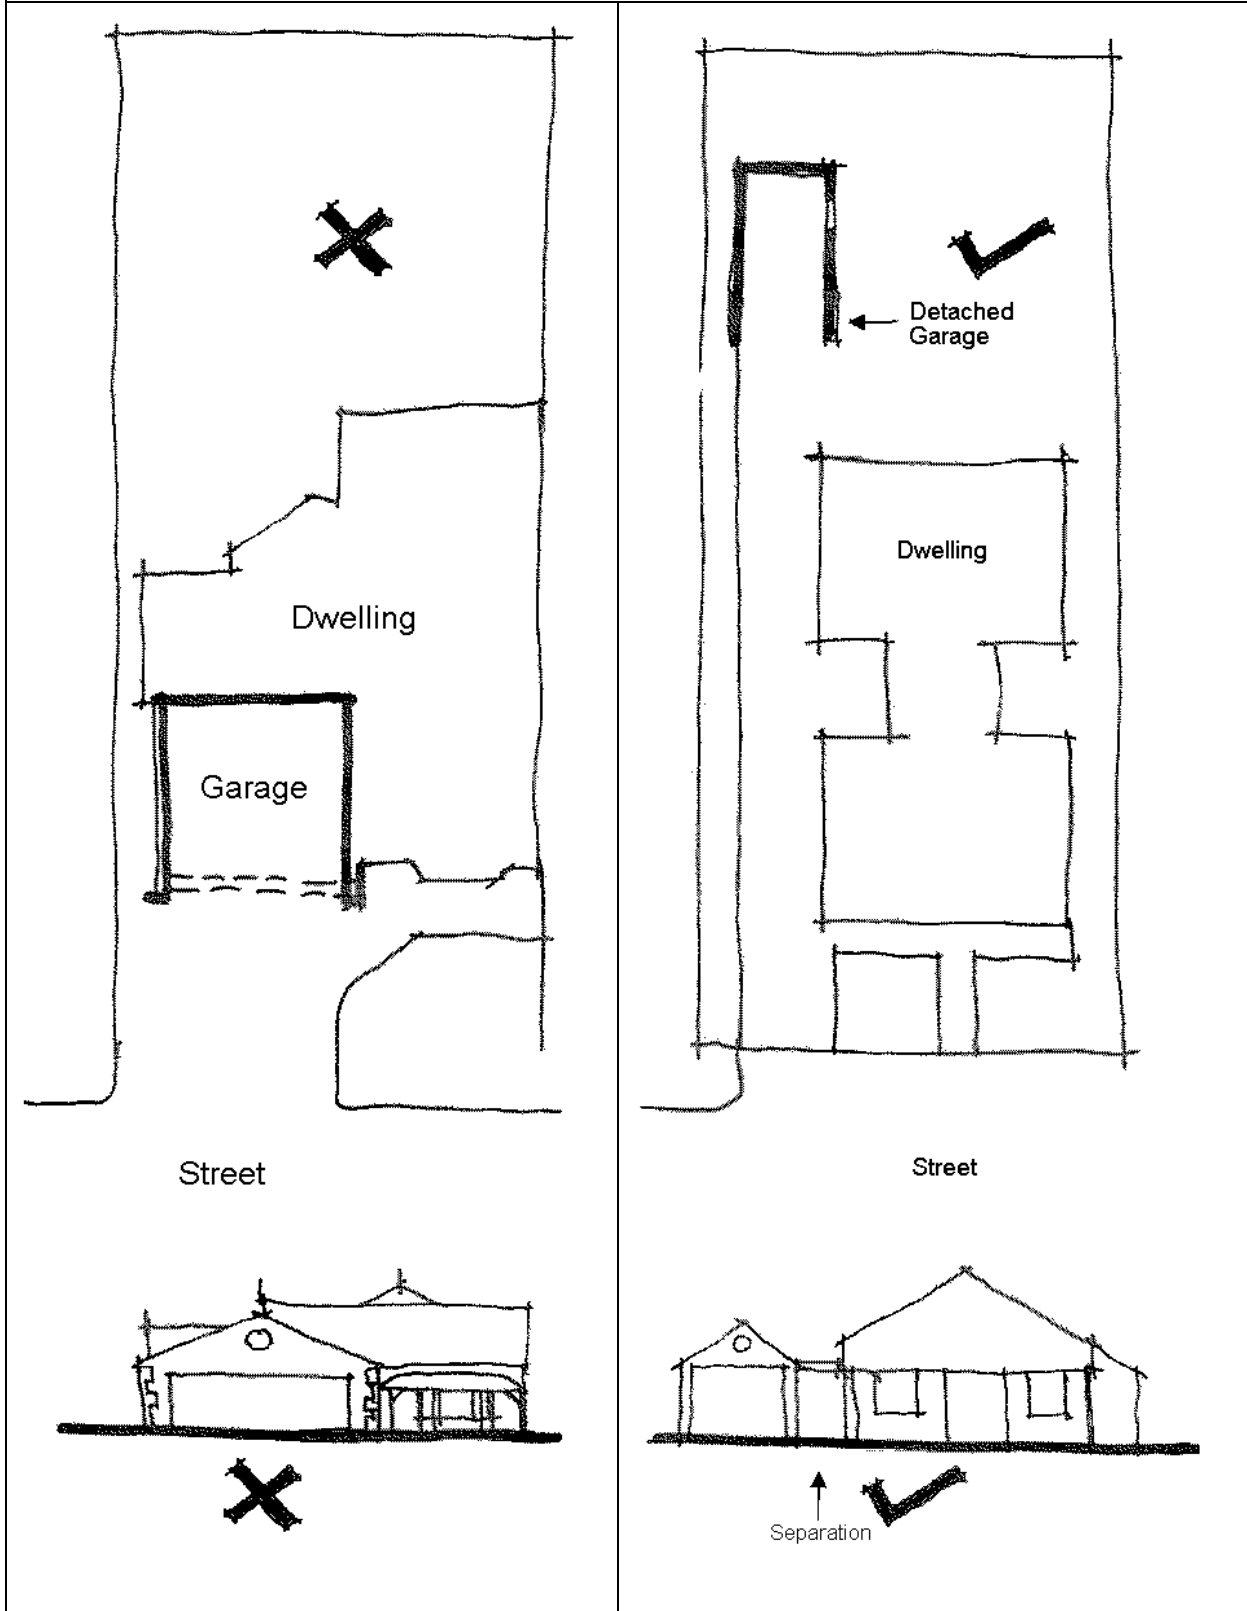 Dwelling
Garage
Street
Detached
Garage
Dwelling
Street
Separation